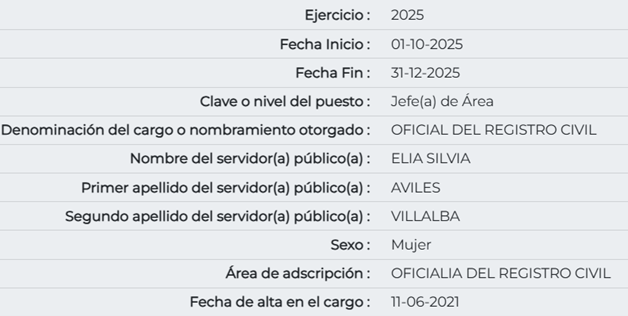 Ejercicio : 2025
Fecha Inicio : 01-10-2025
Fecha Fin : 31-12-2025
Clave o nivel del puesto : Jefe(a) de Área
Denominación del cargo o nombramiento otorgado : OFICIAL DEL REGISTRO CIVIL
Nombre del servidor(a) público(a) : ELIA SILVIA
Primer apellido del servidor(a) público(a) : AVILES
Segundo apellido del servidor(a) público(a) : VILLALBA
Sexo : Mujer
Área de adscripción : OFICIALIA DEL REGISTRO CIVIL
Fecha de alta en el cargo : 11-06-2021